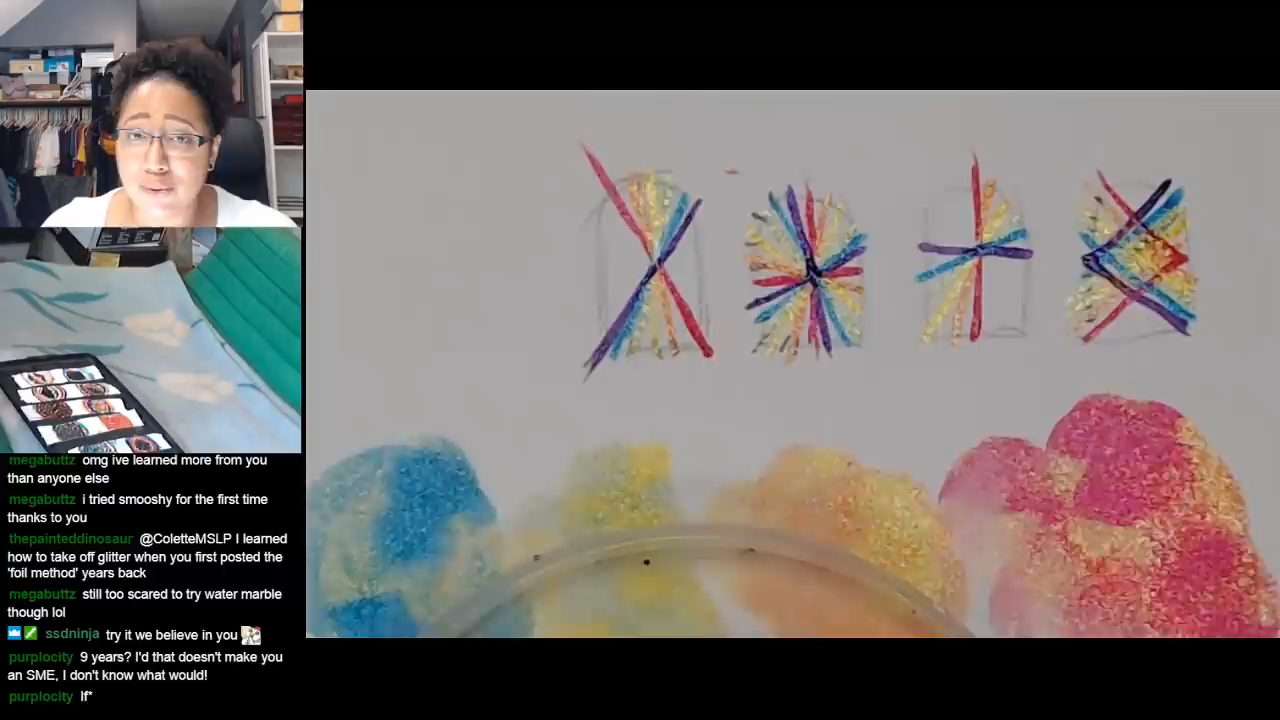 megabuttz omg ive learned more from you
than anyone else
megabuttz i tried smooshy for the first time
thanks to you
thepainteddinosaur @ColetteMSLP I learned
how to take off glitter when you first posted the
'foil method' years back
megabuttz still too scared to try water marble
though lol
ssdninja try it we believe in you
purplocity 9 years? I'd that doesn't make you
an SME, I don't know what would!
purplocity If*